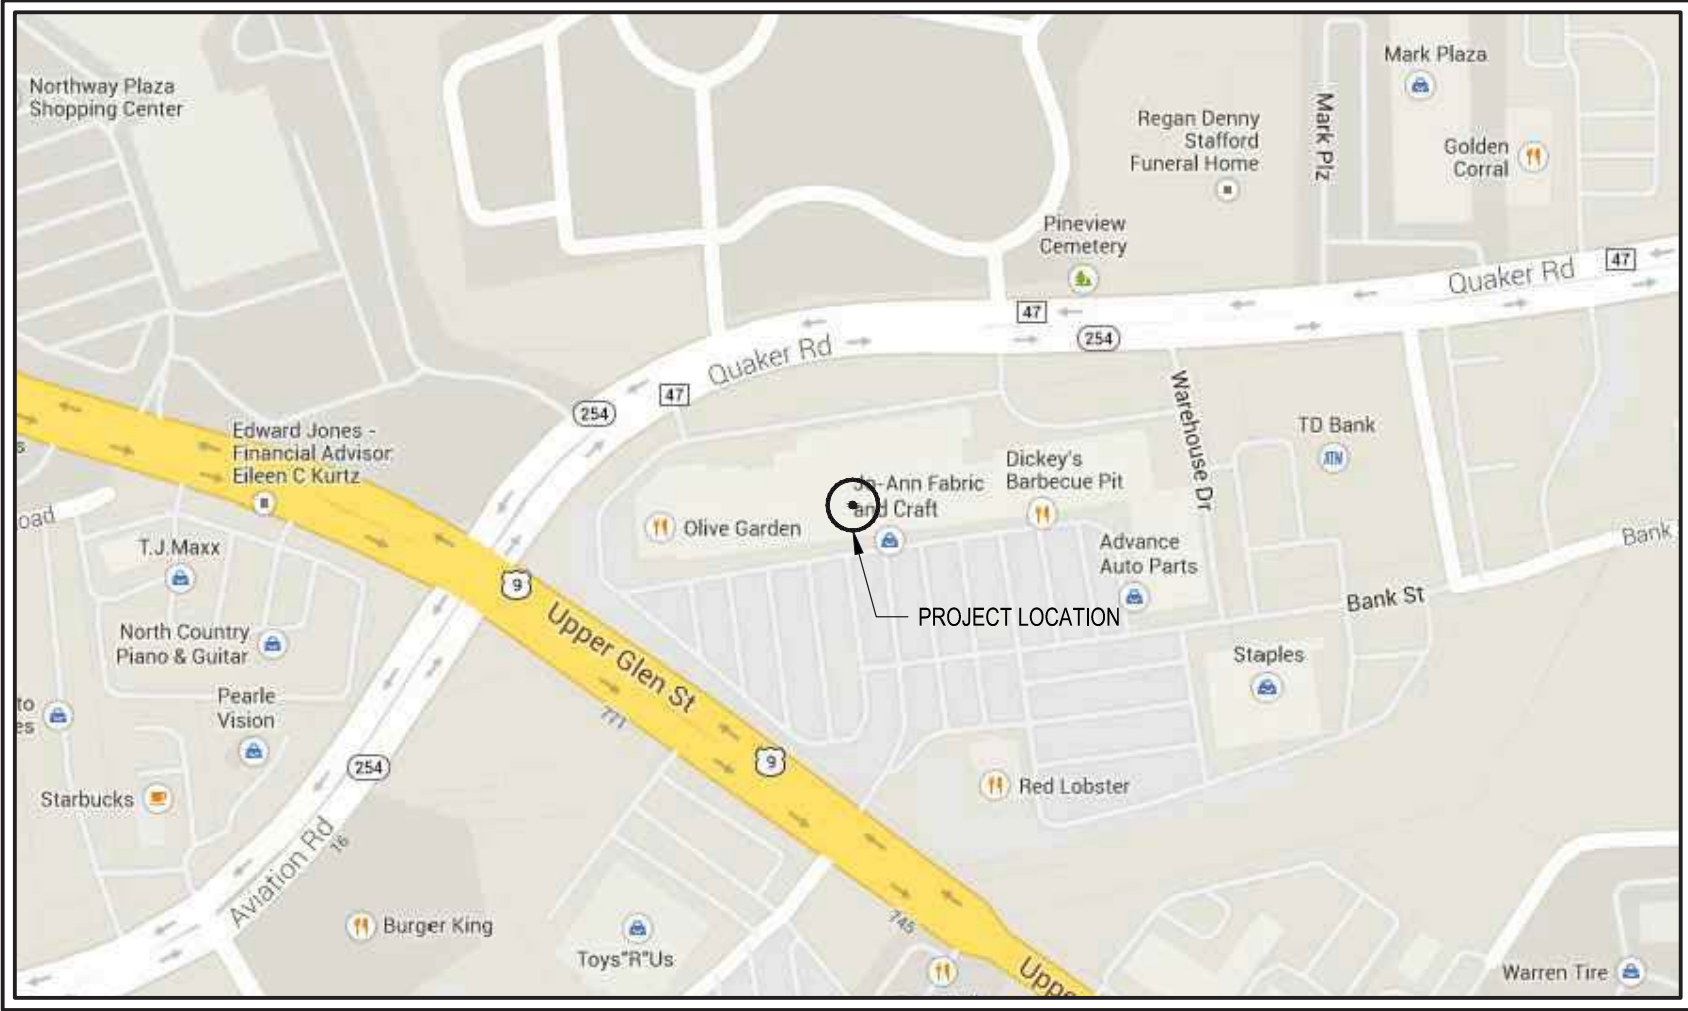 Northway Plaza
Shopping Center
Mark Plaza
Mark Plz
Regan Denny
Stafford
Funeral Home
Golden
Corral
Pineview
Cemetery
Quaker Rd
47
47
254
Quaker Rd
47
254
Warehouse Dr
TD Bank
ATM
Edward Jones -
Financial Advisor:
Eileen C Kurtz
Dickey's
Barbecue Pit
Jo-Ann Fabric
and Craft
Olive Garden
oad
T.J.Maxx
Advance
Auto Parts
Bank
9
Bank St
PROJECT LOCATION
Upper Glen St
North Country
Piano & Guitar
Staples
Pearle
Vision
to
es
s
771
9
254
Starbucks
Red Lobster
Aviation Rd
16
Burger King
745
Toys"R"Us
Uppe
Warren Tire